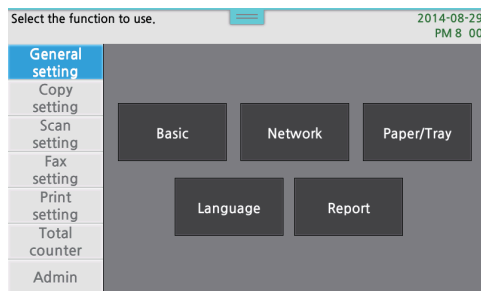 Select the function to use.
2014-08-29
PM 8 00
General
setting
Copy
setting
Scan
setting
Fax
setting
Print
setting
Total
counter
Admin
Basic
Network
Paper/Tray
Language
Report